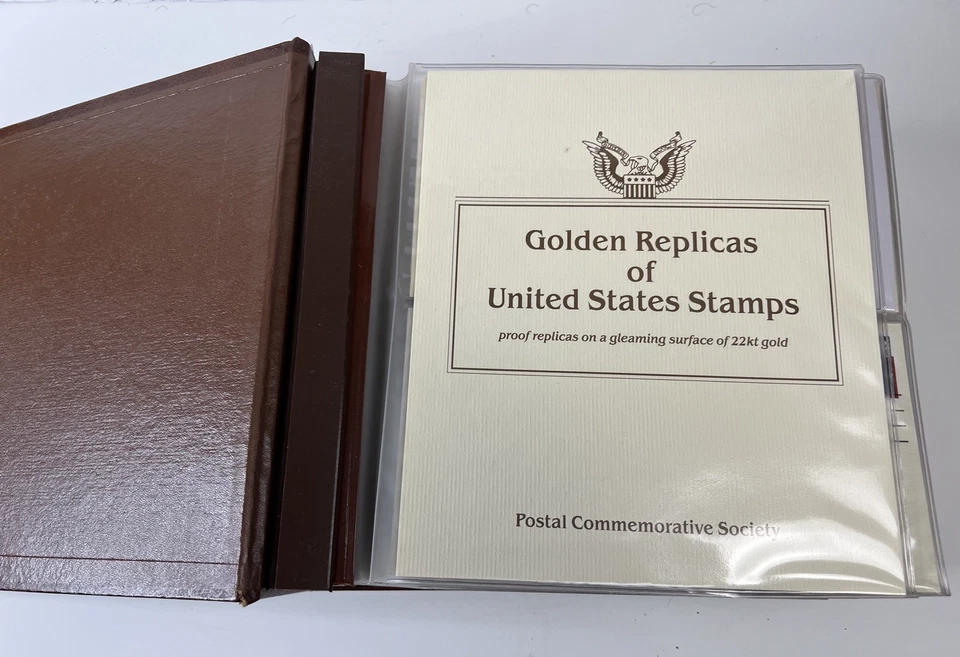 Golden Replicas
of
United States Stamps
proof replicas on a gleaming surface of 22kt gold
Postal Commemorative Society